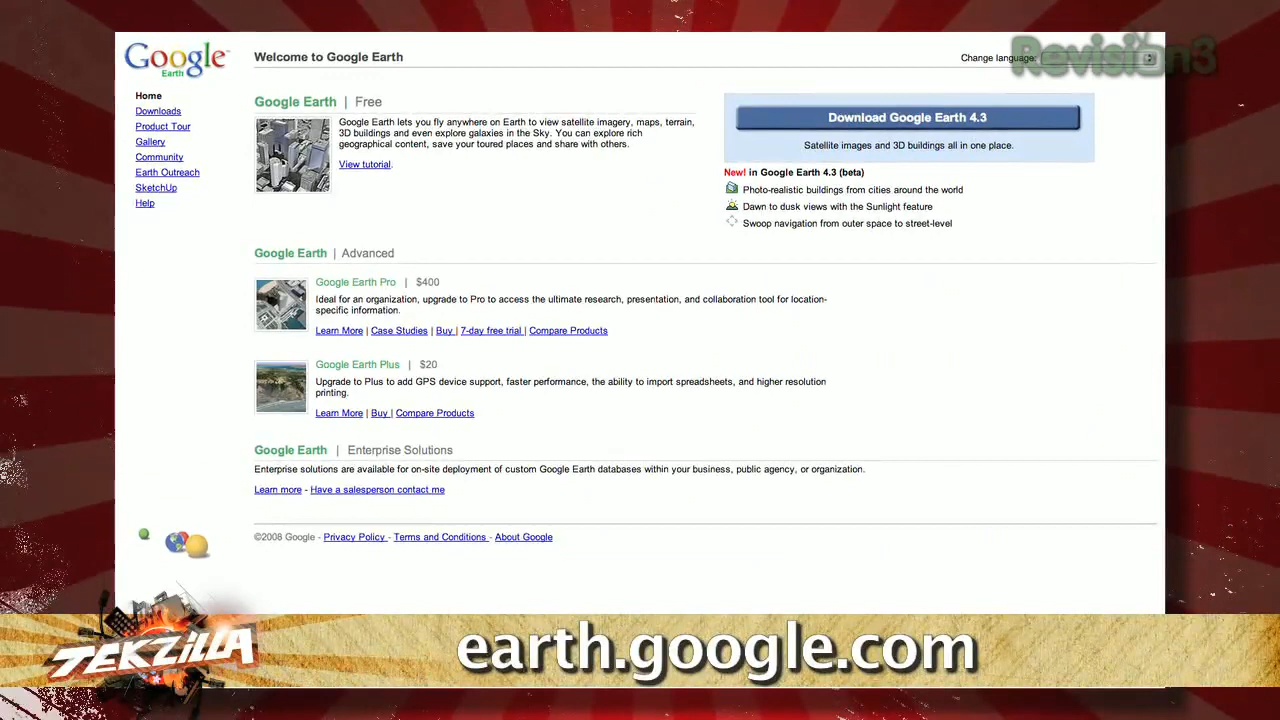 Google™
Earth
Welcome to Google Earth
Change language:
Revision3
Home
Downloads
Product Tour
Gallery
Community
Earth Outreach
SketchUp
Help
Google Earth | Free
Google Earth lets you fly anywhere on Earth to view satellite imagery, maps, terrain,
3D buildings and even explore galaxies in the Sky. You can explore rich
geographical content, save your toured places and share with others.
View tutorial.
Download Google Earth 4.3
Satellite images and 3D buildings all in one place.
New! in Google Earth 4.3 (beta)
Photo-realistic buildings from cities around the world
Dawn to dusk views with the Sunlight feature
Swoop navigation from outer space to street-level
Google Earth | Advanced
Google Earth Pro | $400
Ideal for an organization, upgrade to Pro to access the ultimate research, presentation, and collaboration tool for location-
specific information.
Learn More | Case Studies | Buy | 7-day free trial | Compare Products
Google Earth Plus | $20
Upgrade to Plus to add GPS device support, faster performance, the ability to import spreadsheets, and higher resolution
printing.
Learn More | Buy | Compare Products
Google Earth | Enterprise Solutions
Enterprise solutions are available for on-site deployment of custom Google Earth databases within your business, public agency, or organization.
Learn more - Have a salesperson contact me
©2008 Google - Privacy Policy - Terms and Conditions - About Google
TEKZILLA
earth.google.com